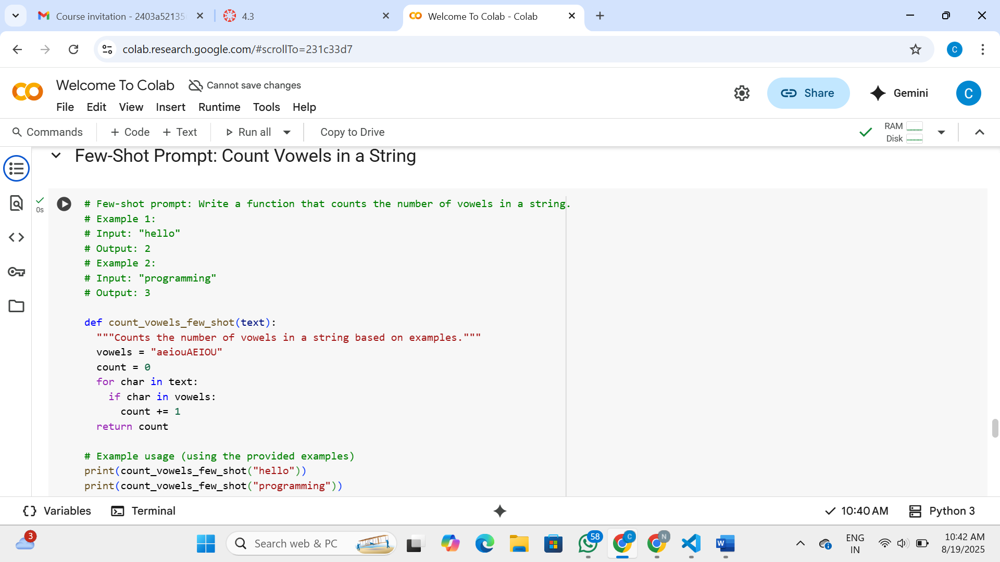 Course invitation - 2403a52135
4.3
Welcome To Colab - Colab
colab.research.google.com/#scrollTo=231c33d7
C
Welcome To Colab
Cannot save changes
File Edit View Insert Runtime Tools Help
Share
Gemini
C
Commands
+ Code + Text
Run all
Copy to Drive
RAM
Disk
Few-Shot Prompt: Count Vowels in a String
0s
# Few-shot prompt: Write a function that counts the number of vowels in a string.
# Example 1:
# Input: "hello"
# Output: 2
# Example 2:
# Input: "programming"
# Output: 3
def count_vowels_few_shot(text):
"""Counts the number of vowels in a string based on examples."""
vowels = "aeiouAEIOU"
count = 0
for char in text:
if char in vowels:
count += 1
return count
# Example usage (using the provided examples)
print(count_vowels_few_shot("hello"))
print(count_vowels_few_shot("programming"))
{} Variables
Terminal
10:40 AM
Python 3
3
Search web & PC
58
C
N
W
ENG
IN
10:42 AM
8/19/2025